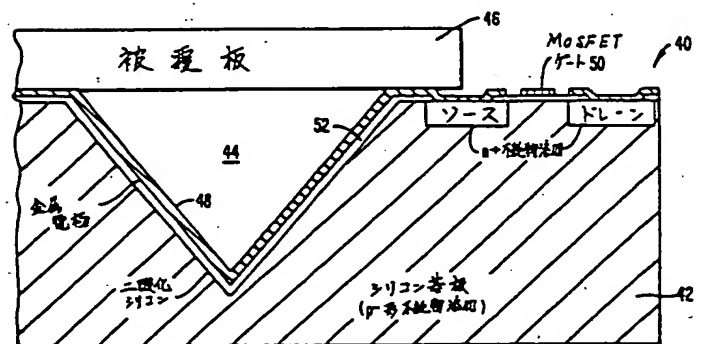 46
被覆板
MOSFET
ゲート50
40
ソース
ドレーン
52
44
n+不純物添加
48
金属
電極
二酸化
シリコン
シリコン基板
(p-形不純物添加)
42